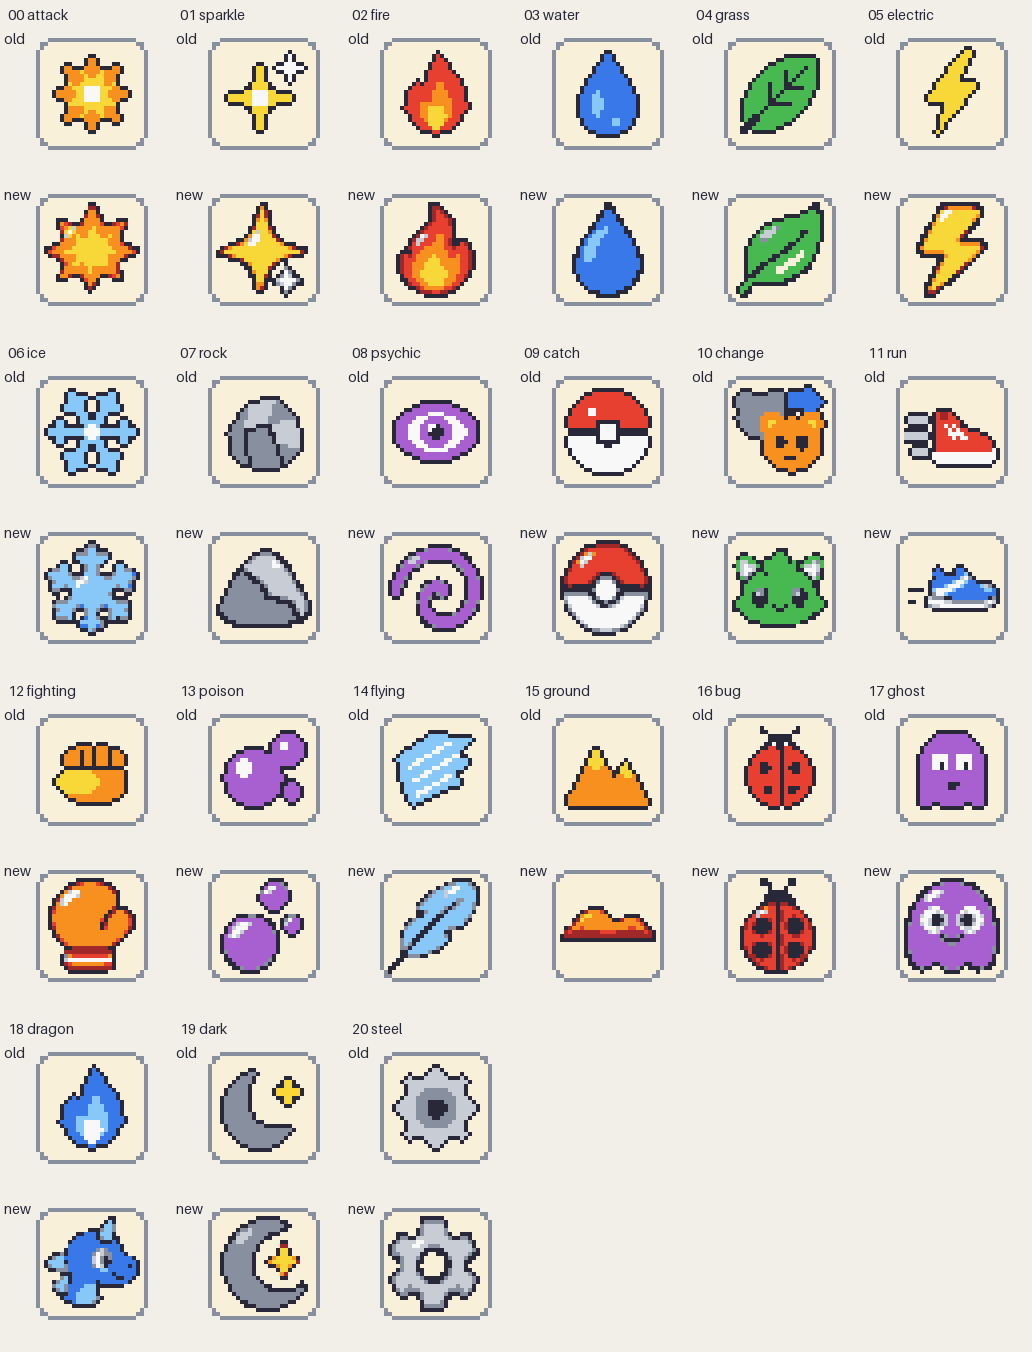 00 attack 01 sparkle 02 fire 03 water 04 grass 05 electric
old old old old old old
new new new new new new
06 ice 07 rock 08 psychic 09 catch 10 change 11 run
old old old old old old
new new new new new new
12 fighting 13 poison 14 flying 15 ground 16 bug 17 ghost
old old old old old old
new new new new new new
18 dragon 19 dark 20 steel
old old old
new new new